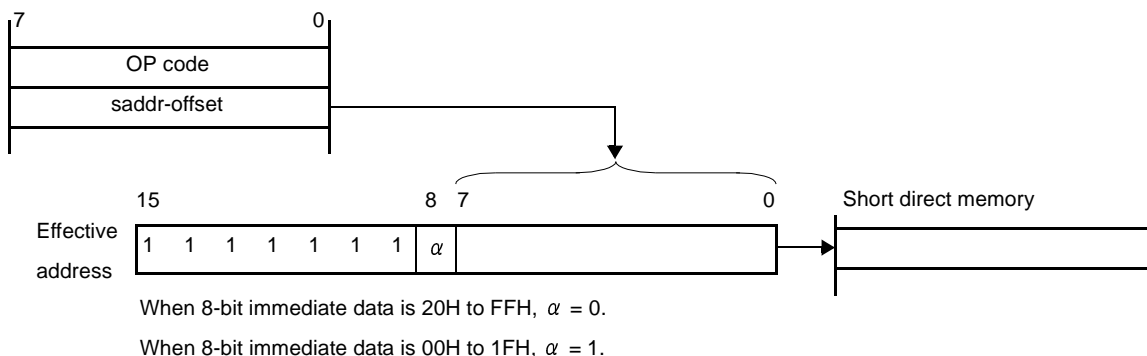 7 0
OP code
saddr-offset
15 8 7 0 Short direct memory
Effective
address
1 1 1 1 1 1 1 α
When 8-bit immediate data is 20H to FFH, α = 0.
When 8-bit immediate data is 00H to 1FH, α = 1.